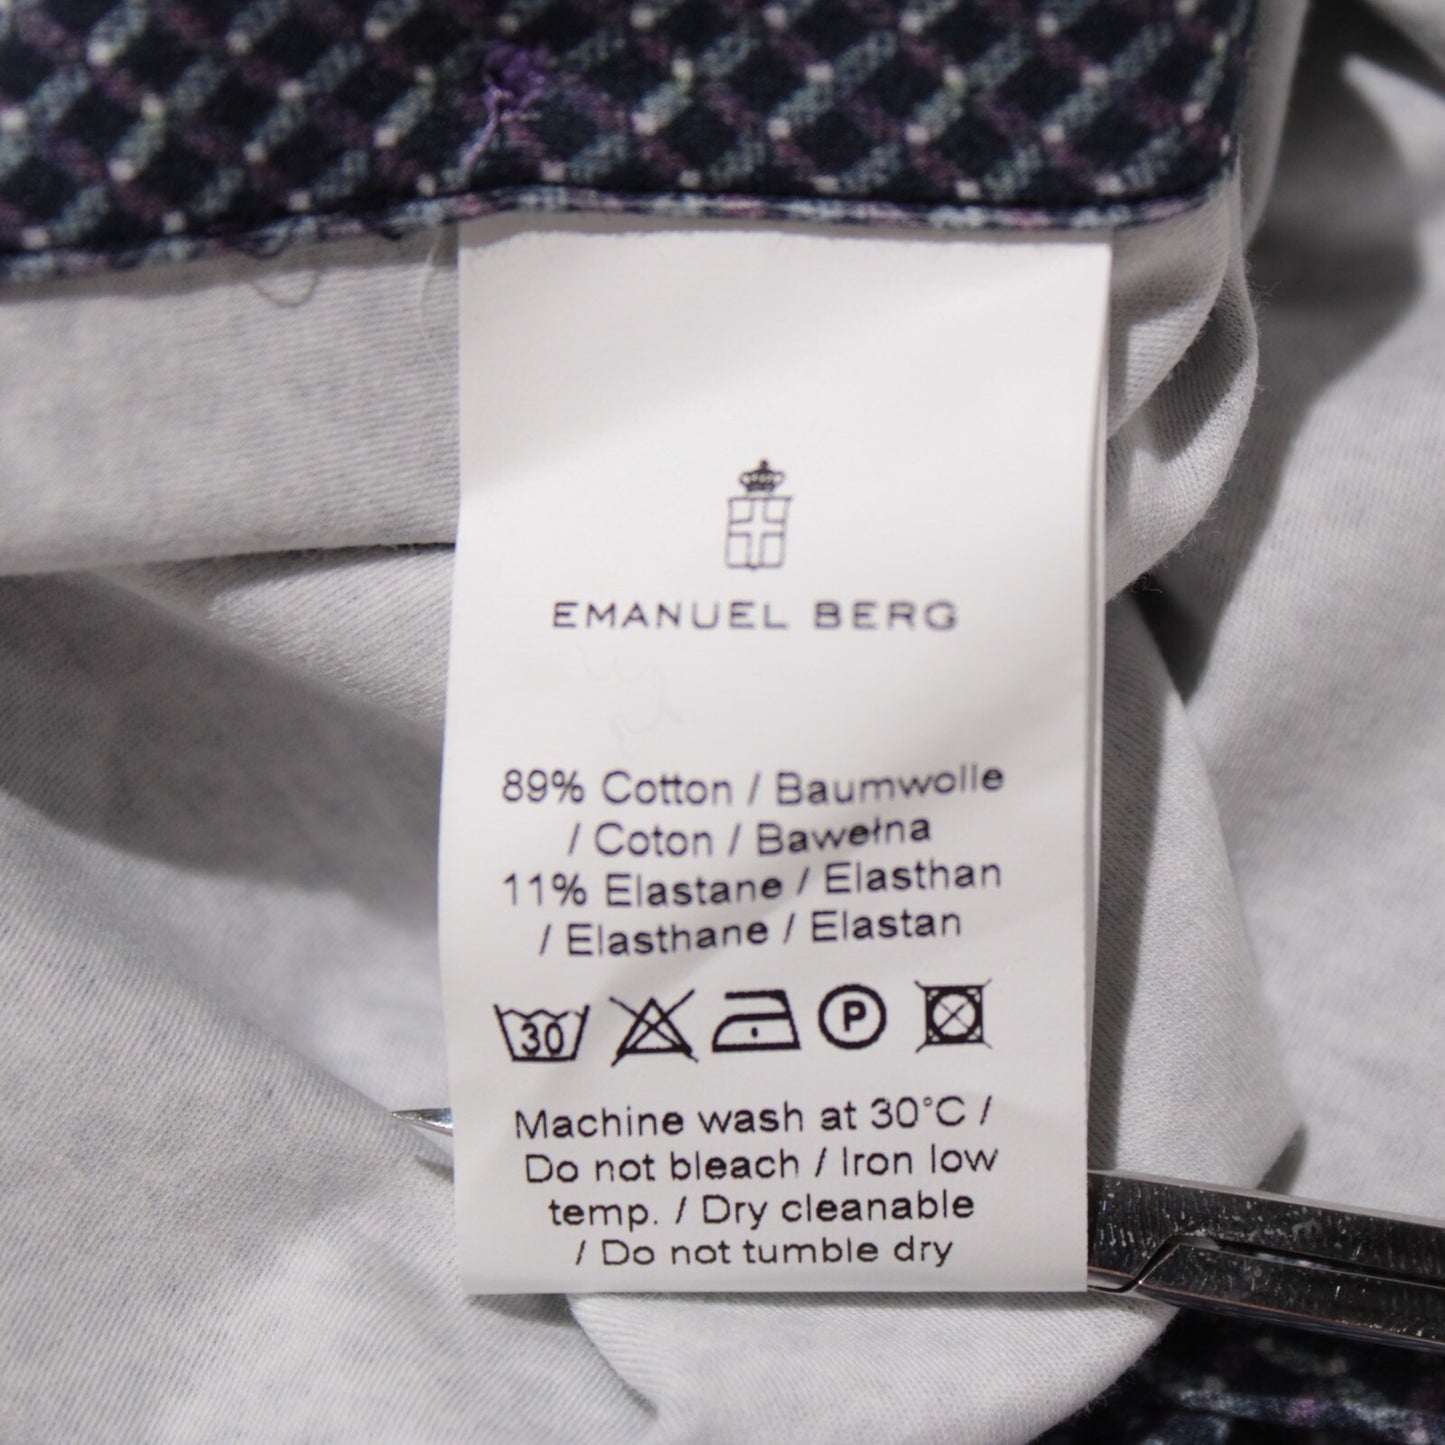 EMANUEL BERG
89% Cotton / Baumwolle
/ Coton / Bawełna
11% Elastane / Elasthan
/ Elasthane / Elastan
30 P
Machine wash at 30°C /
Do not bleach / Iron low
temp. / Dry cleanable
/ Do not tumble dry